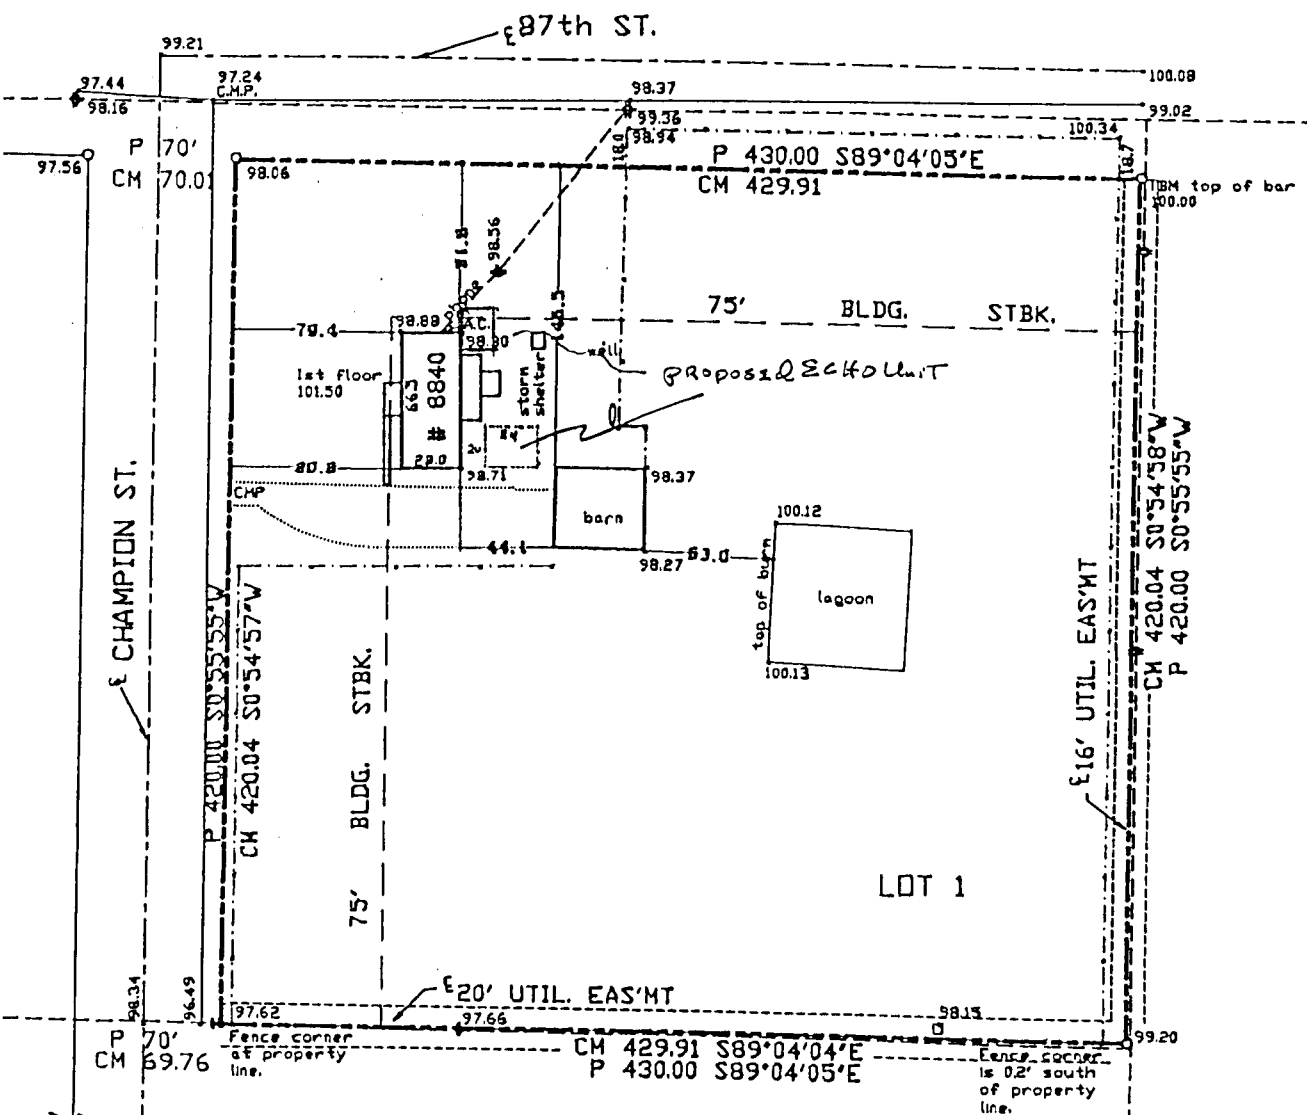 ℄ 87th ST.
99.21
100.08
97.44
97.24
98.37
C.M.P.
98.16
99.36
99.02
98.94
100.34
P 70'
18.0
18.7
P 430.00 S89°04'05"E
97.56
98.06
CM 70.01
CM 429.91
TBM top of bar
100.00
81.8
98.56
75' BLDG. STBK.
79.4
98.88
A.C.
98.80
148.5
well
1st floor
101.50
66.3
# 8840
storm
shelter
PROPOSED ECHO UNIT
80.8
29.0
98.71
98.37
CMP
barn
100.12
44.1
98.27
63.0
top of burn
lagoon
100.13
℄ CHAMPION ST.
P 420.00 S0°55'55"W
CM 420.04 S0°54'57"W
75' BLDG. STBK.
℄ 16' UTIL. EAS'MT
CM 420.04 S0°54'58"W
P 420.00 S0°55'55"W
LOT 1
98.34
96.49
℄ 20' UTIL. EAS'MT
97.62
97.66
98.15
99.20
P 70'
CM 69.76
Fence corner
at property
line.
CM 429.91 S89°04'04"E
P 430.00 S89°04'05"E
Fence corner
is 0.2' south
of property
line.